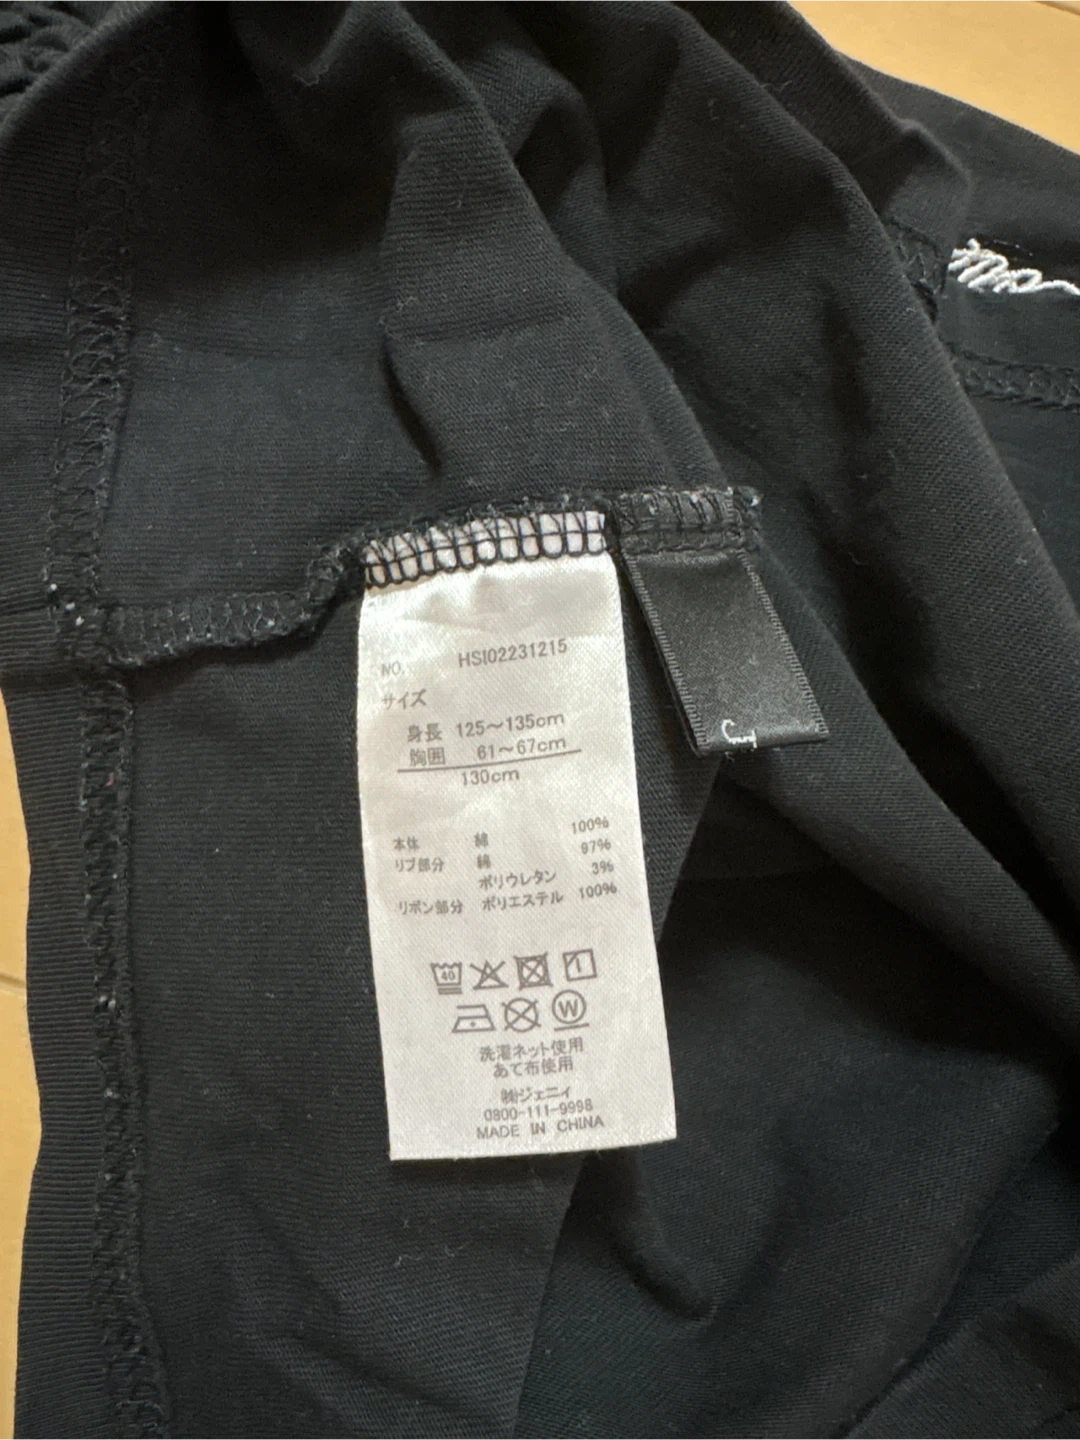 NO. HSI02231215
サイズ
身長 125～135cm
胸囲 61～67cm
130cm
本体 綿 100%
リブ部分 綿 97%
ポリウレタン 3%
リボン部分 ポリエステル 100%
40
W
洗濯ネット使用
あて布使用
㈱ジェニィ
0800-111-9998
MADE IN CHINA